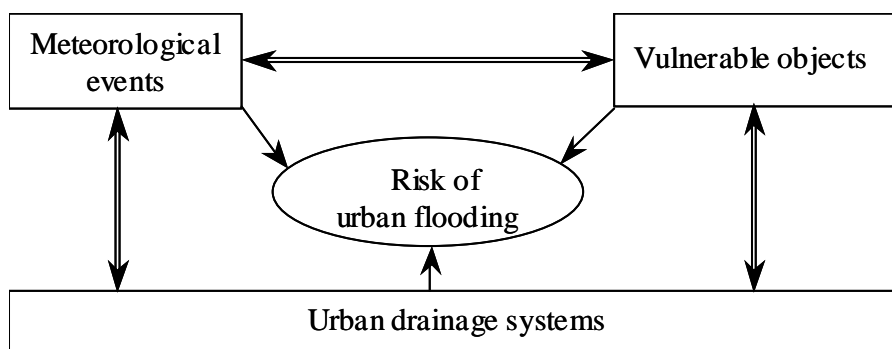 Meteorological
events
Vulnerable objects
Risk of
urban flooding
Urban drainage systems